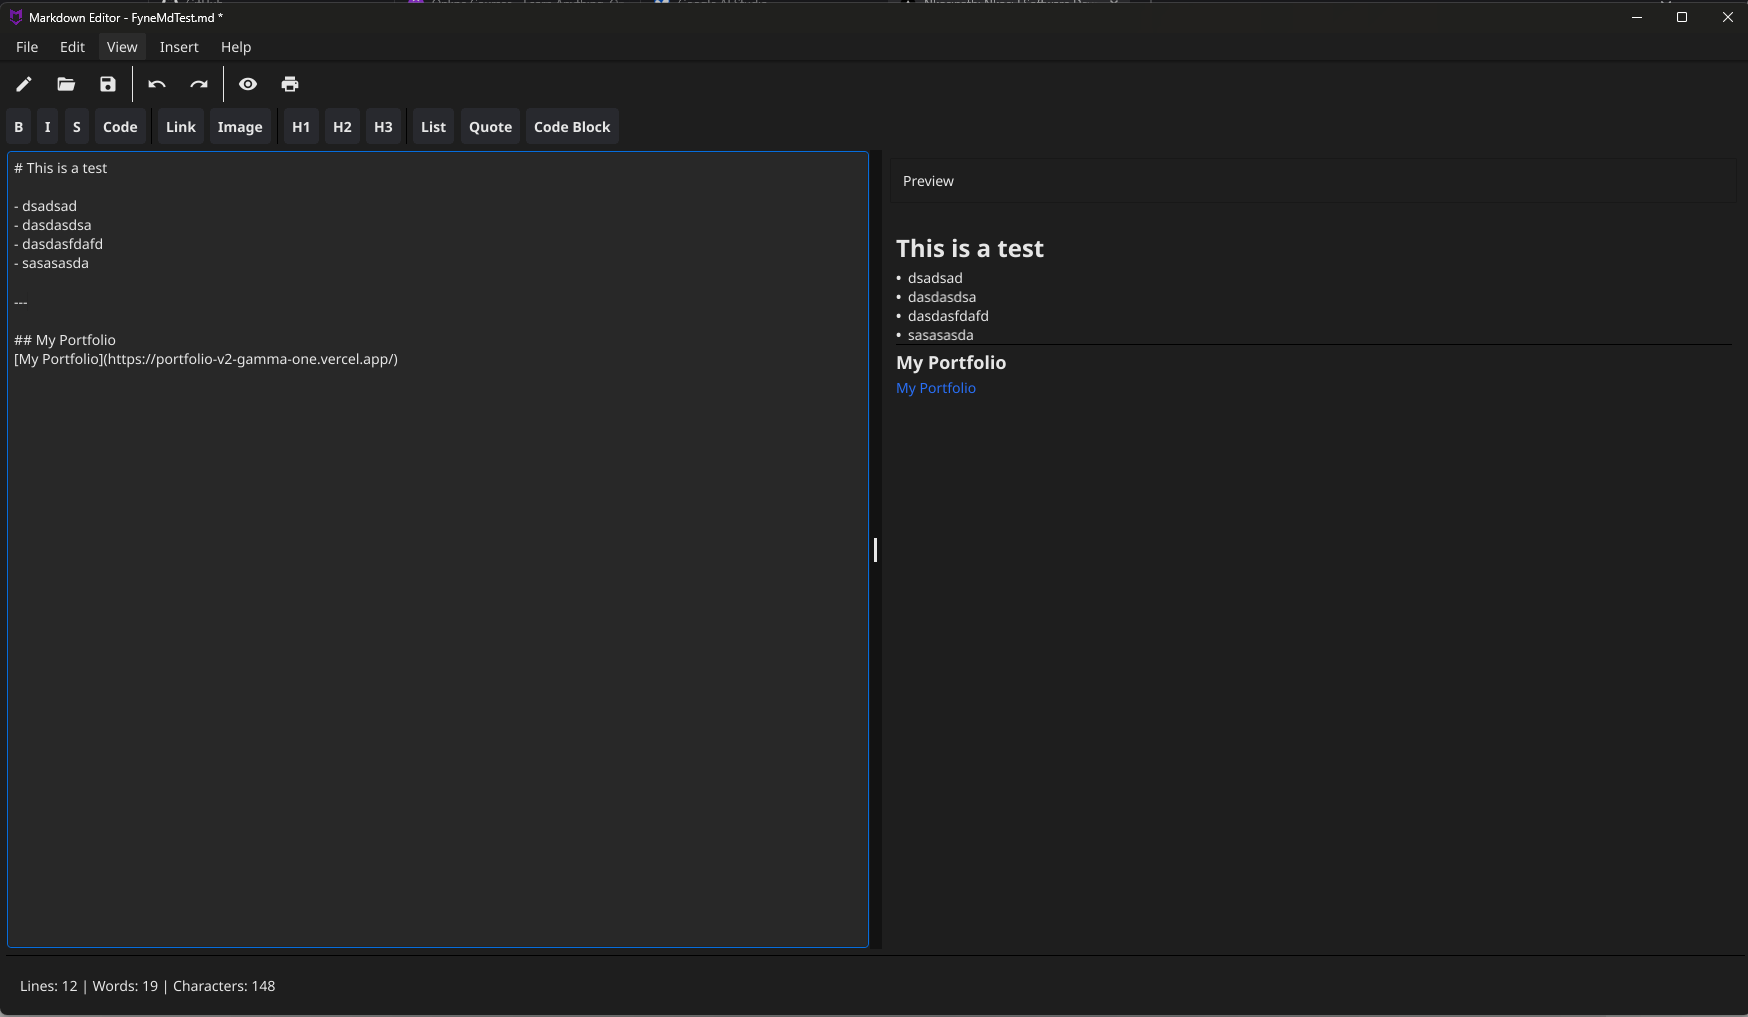 Markdown Editor - FyneMdTest.md *
File Edit View Insert Help
B I S Code Link Image H1 H2 H3 List Quote Code Block
# This is a test
- dsadsad
- dasdasdsa
- dasdasfdafd
- sasasasda
---
## My Portfolio
[My Portfolio](https://portfolio-v2-gamma-one.vercel.app/)
Preview
This is a test
• dsadsad
• dasdasdsa
• dasdasfdafd
• sasasasda
My Portfolio
My Portfolio
Lines: 12 | Words: 19 | Characters: 148